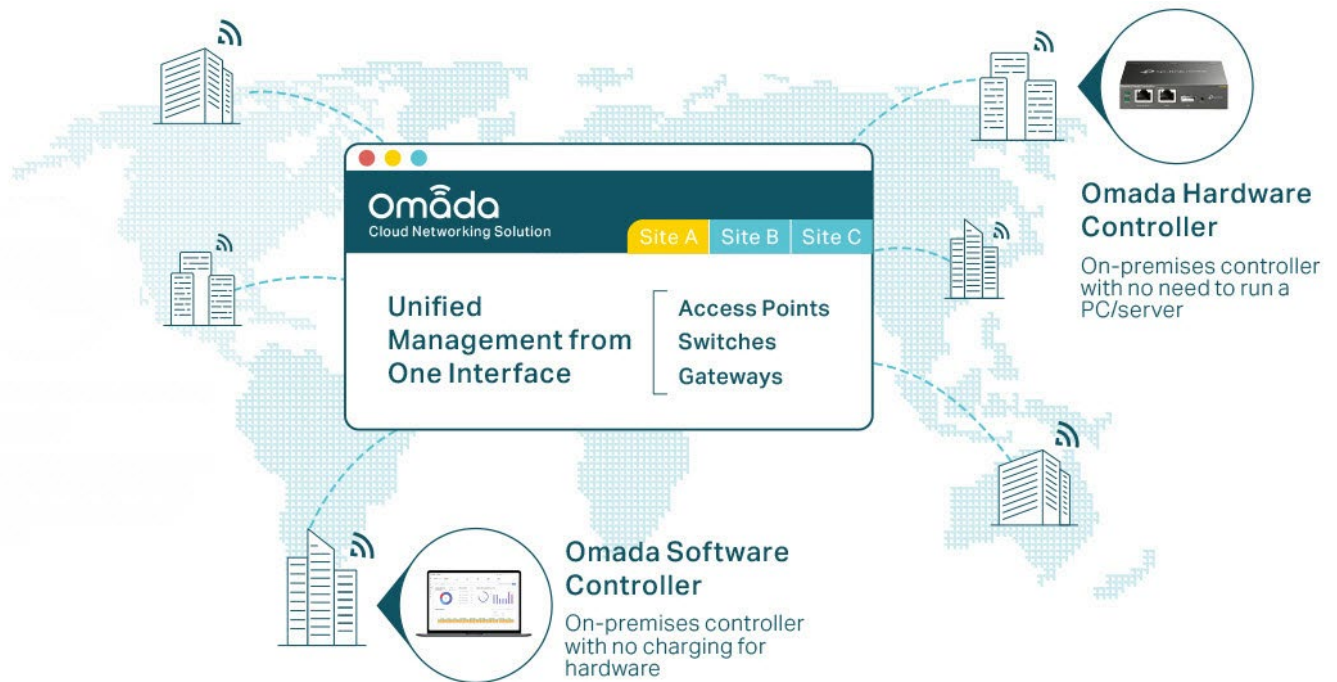 Omada
Cloud Networking Solution
Site A
Site B
Site C
Unified
Management from
One Interface
Access Points
Switches
Gateways
Omada Hardware
Controller
On-premises controller
with no need to run a
PC/server
Omada Software
Controller
On-premises controller
with no charging for
hardware